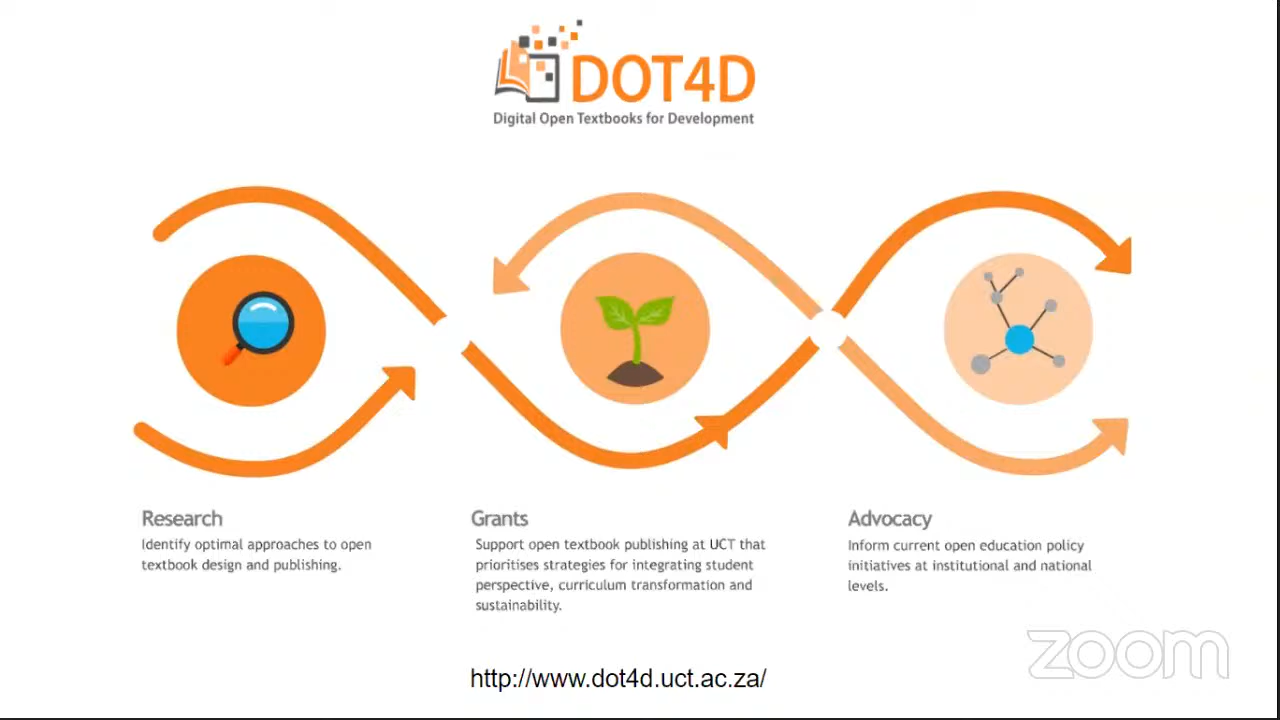 DOT4D
Digital Open Textbooks for Development
Research
Identify optimal approaches to open
textbook design and publishing.
Grants
Support open textbook publishing at UCT that
prioritises strategies for integrating student
perspective, curriculum transformation and
sustainability.
Advocacy
Inform current open education policy
initiatives at institutional and national
levels.
zoom
http://www.dot4d.uct.ac.za/